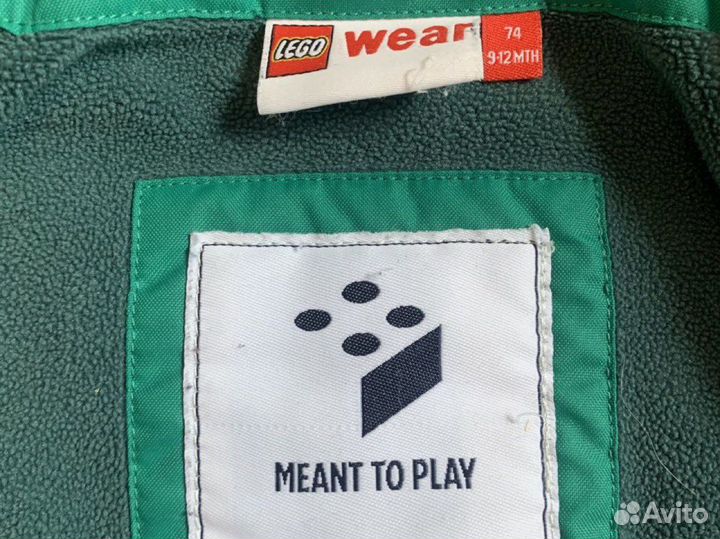 LEGO wear 74
9-12 MTH
MEANT TO PLAY
Avito